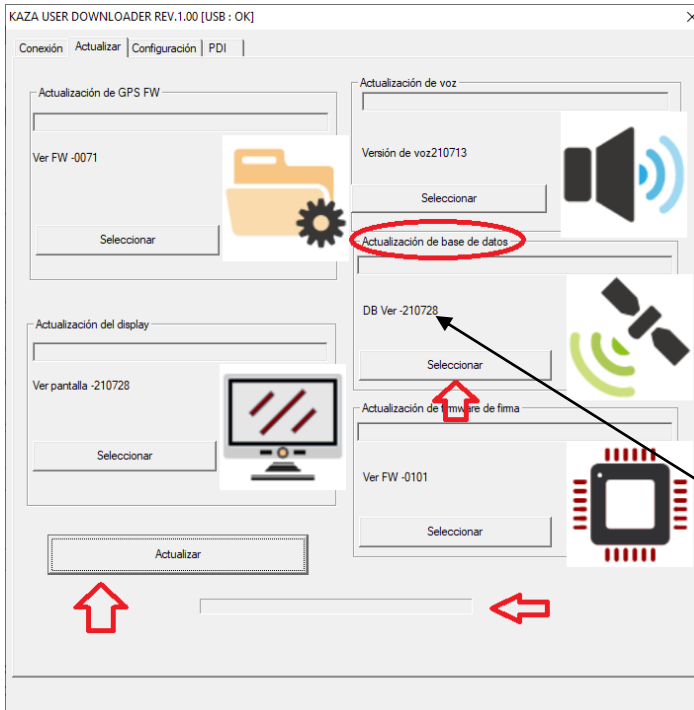 KAZA USER DOWNLOADER REV.1.00 [USB : OK]
Conexión Actualizar Configuración PDI
Actualización de GPS FW
Ver FW -0071
Seleccionar
Actualización de voz
Versión de voz210713
Seleccionar
Actualización de base de datos
DB Ver -210728
Seleccionar
Actualización del display
Ver pantalla -210728
Seleccionar
Actualización de firmware de firma
Ver FW -0101
Seleccionar
Actualizar